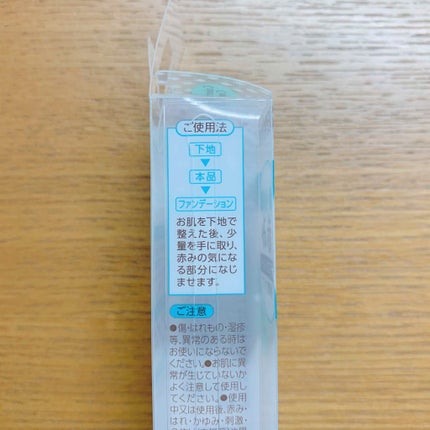 ご使用法
下地
本品
ファンデーション
お肌を下地で
整えた後、少
量を手に取り、
赤みの気にな
る部分になじ
ませます。
ご注意
●傷・はれもの・湿疹
等、異常のある時は
お使いにならないで
ください。●お肌に異
常が生じていないか
よく注意して使用し
てください。●使用
中又は使用後、赤み・
はれ・かゆみ・刺激・